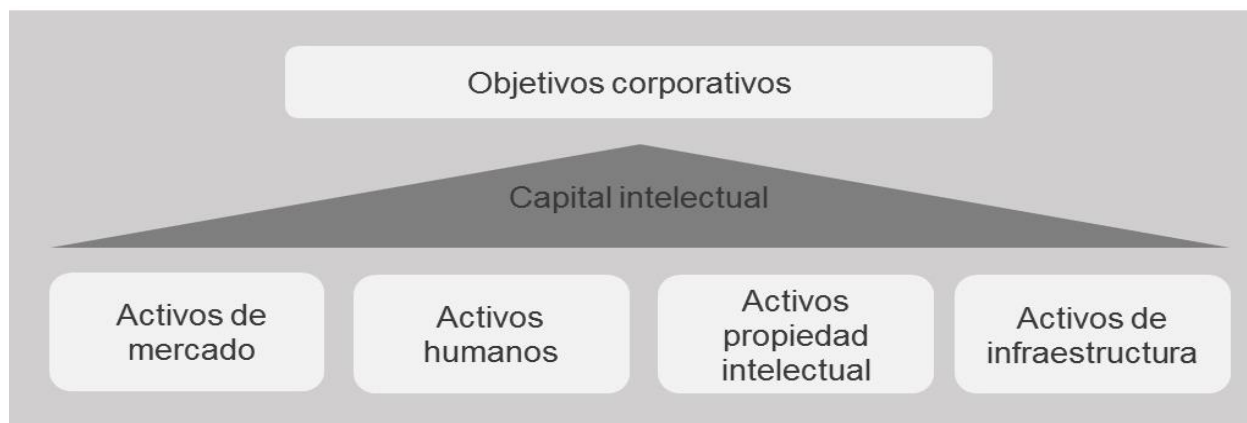 Objetivos corporativos
Capital intelectual
Activos de
mercado
Activos
humanos
Activos
propiedad
intelectual
Activos de
infraestructura